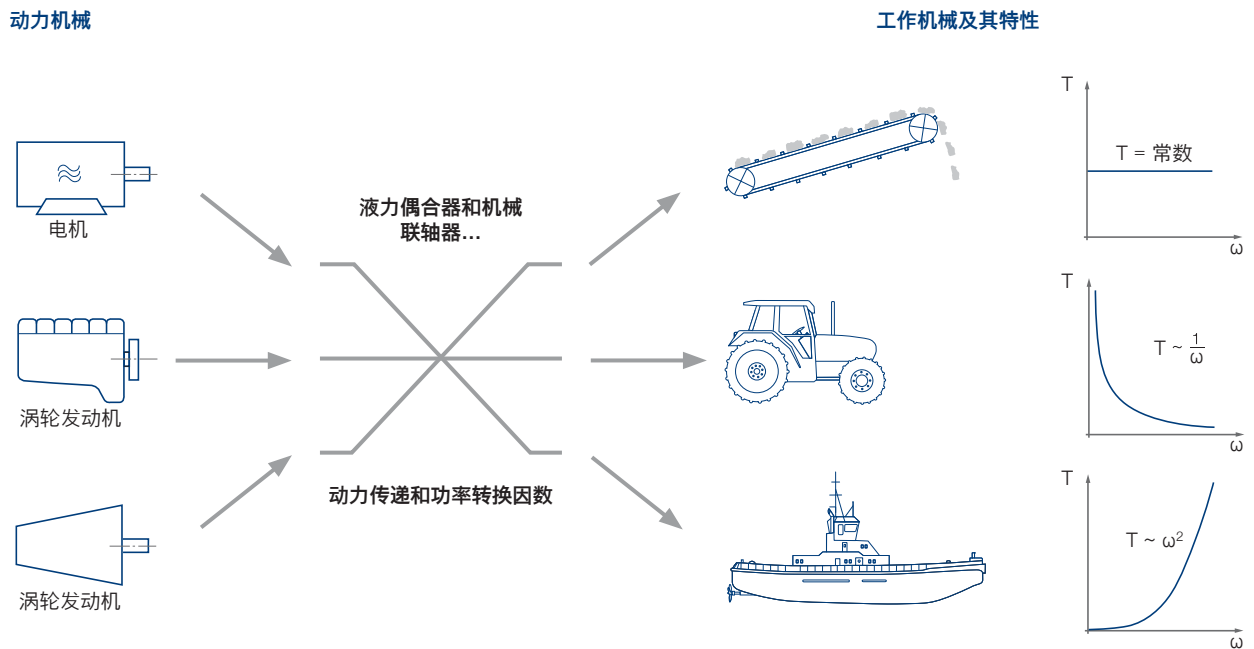 动力机械
工作机械及其特性
电机
涡轮发动机
涡轮发动机
液力偶合器和机械
联轴器...
动力传递和功率转换因数
T
T = 常数
ω
T
T ~ 1/ω
ω
T
T ~ ω²
ω